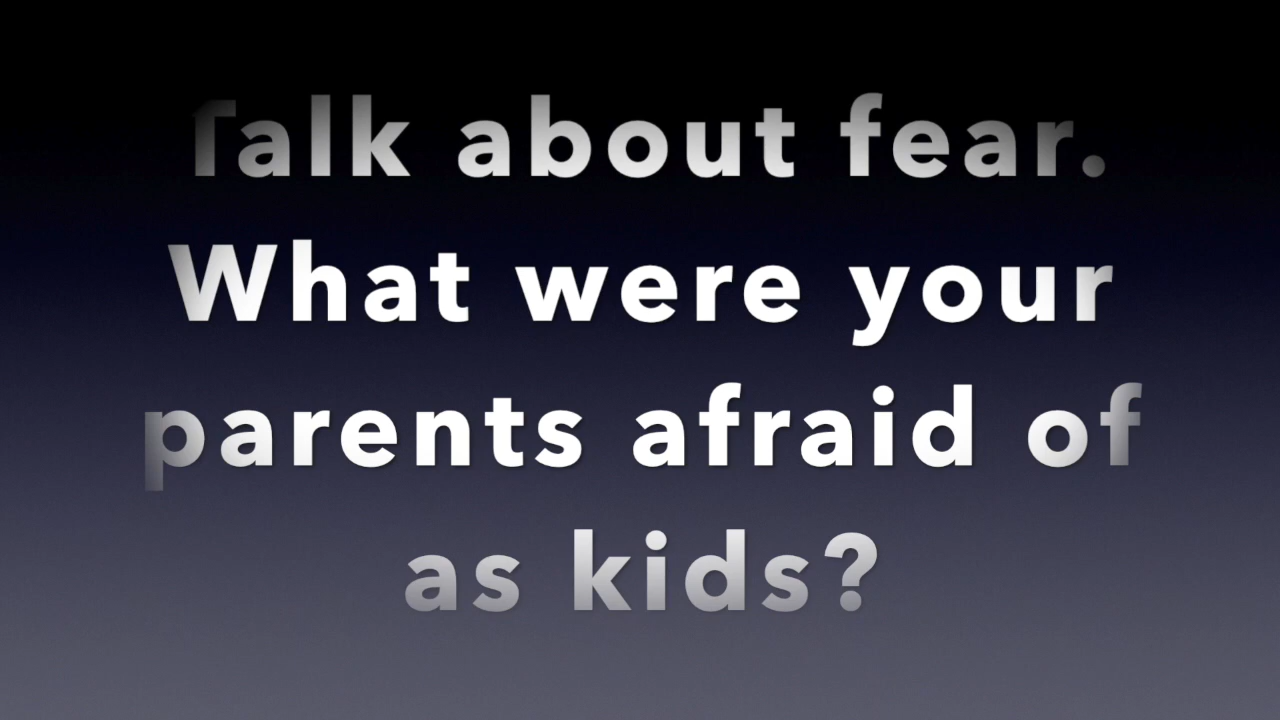 Talk about fear.
What were your
parents afraid of
as kids?